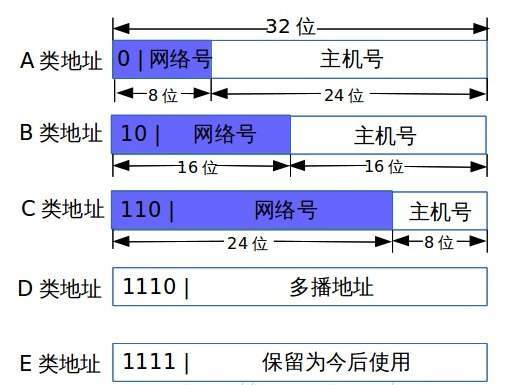 32 位
A 类地址 0 | 网络号 主机号
8 位 24 位
B 类地址 10 | 网络号 主机号
16 位 16 位
C 类地址 110 | 网络号 主机号
24 位 8 位
D 类地址 1110 | 多播地址
E 类地址 1111 | 保留为今后使用